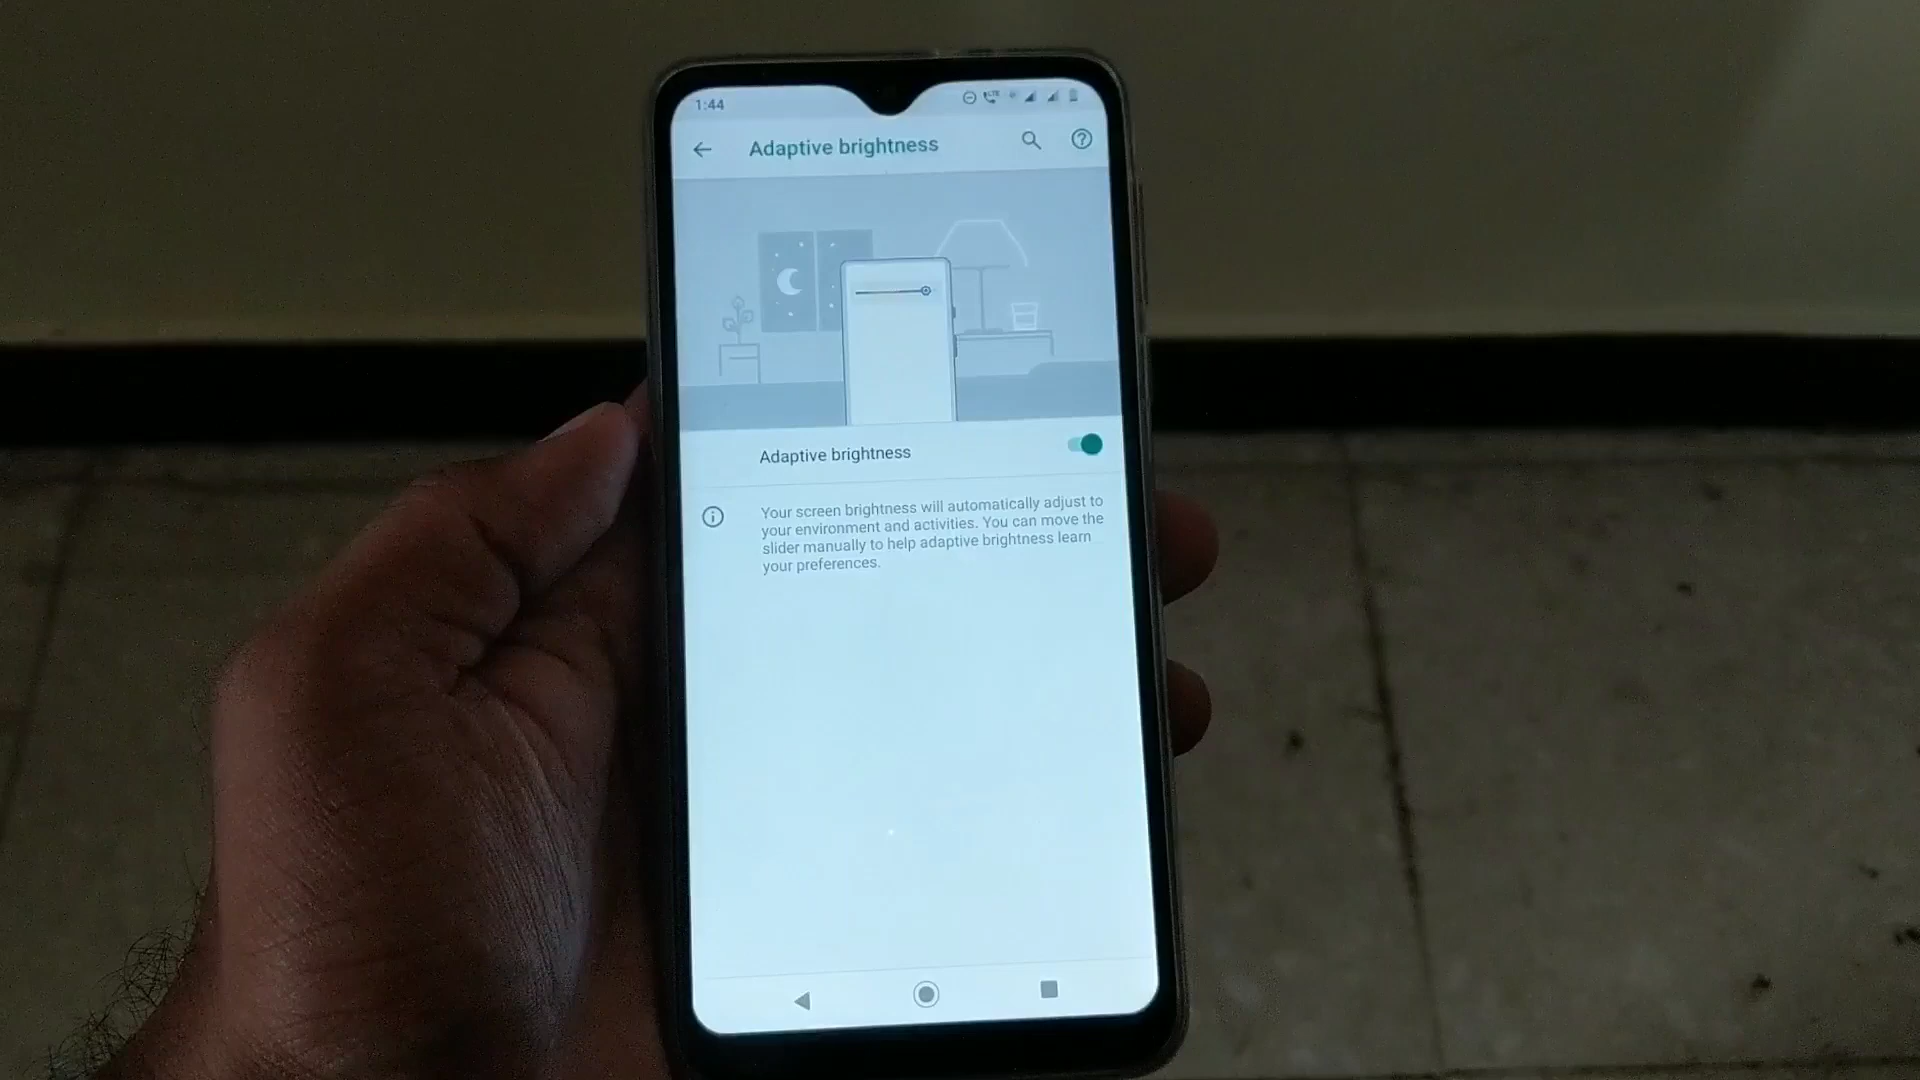 1:44
LTE
Adaptive brightness
Adaptive brightness
Your screen brightness will automatically adjust to
your environment and activities. You can move the
slider manually to help adaptive brightness learn
your preferences.